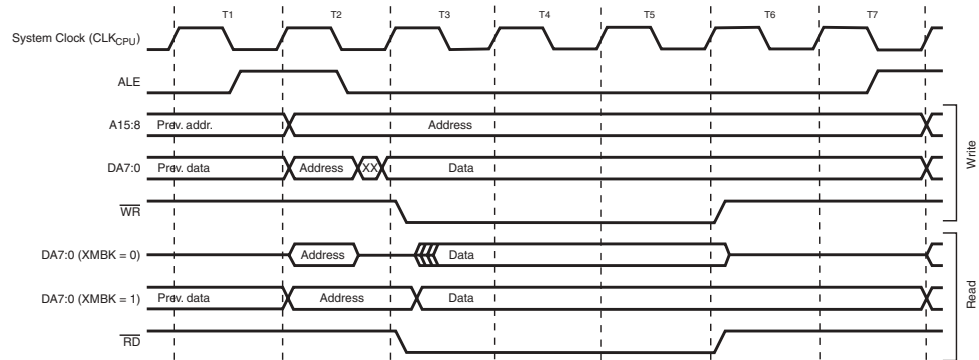 T1 T2 T3 T4 T5 T6 T7
System Clock (CLKCPU)
ALE
A15:8 Prev. addr. Address
DA7:0 Prev. data Address XX Data
WR
Write
DA7:0 (XMBK = 0) Address Data
DA7:0 (XMBK = 1) Prev. data Address Data
RD
Read